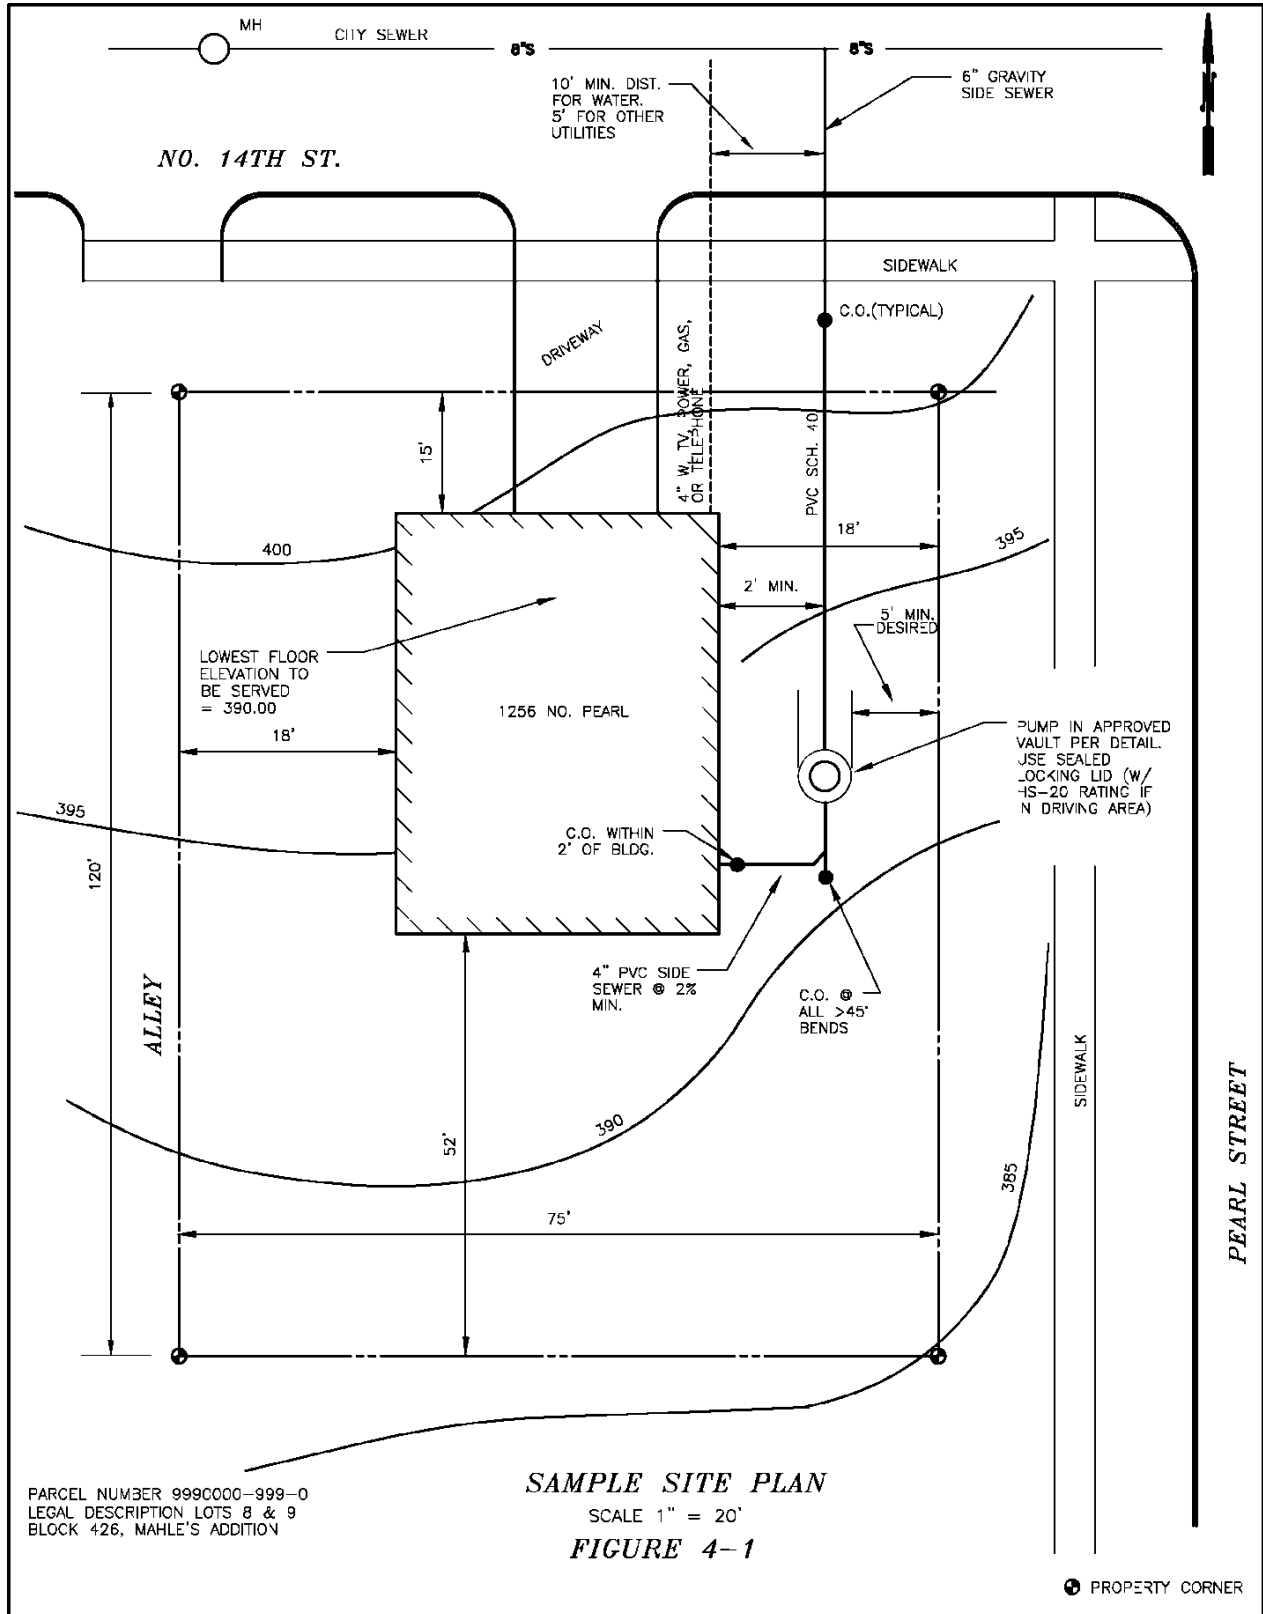 MH
CITY SEWER
8"S
8"S
10' MIN. DIST.
FOR WATER.
5' FOR OTHER
UTILITIES
6" GRAVITY
SIDE SEWER
N
NO. 14TH ST.
SIDEWALK
C.O.(TYPICAL)
DRIVEWAY
4" W, TV, POWER, GAS,
OR TELEPHONE
PVC SCH. 40
15'
18'
400
395
2' MIN.
5' MIN.
DESIRED
LOWEST FLOOR
ELEVATION TO
BE SERVED
= 390.00
1256 NO. PEARL
18'
PUMP IN APPROVED
VAULT PER DETAIL.
USE SEALED
LOCKING LID (W/
HS-20 RATING IF
IN DRIVING AREA)
395
C.O. WITHIN
2' OF BLDG.
120'
4" PVC SIDE
SEWER @ 2%
MIN.
C.O. @
ALL >45°
BENDS
ALLEY
SIDEWALK
52'
390
385
PEARL STREET
75'
SAMPLE SITE PLAN
SCALE 1" = 20'
FIGURE 4-1
PARCEL NUMBER 9990000-999-0
LEGAL DESCRIPTION LOTS 8 & 9
BLOCK 426, MAHLE'S ADDITION
PROPERTY CORNER